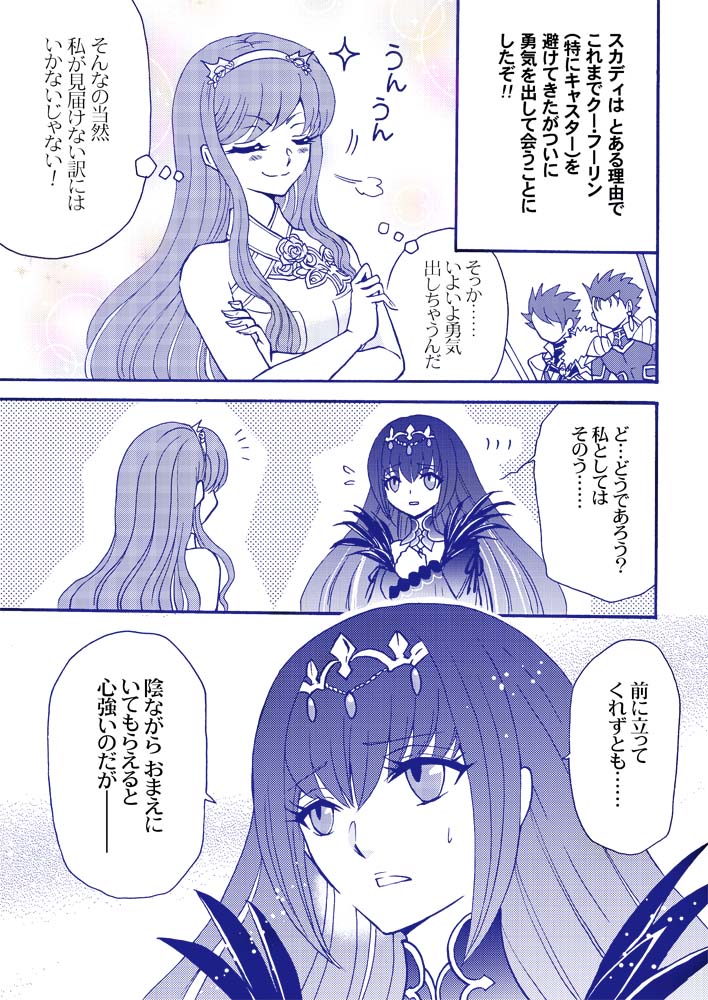 スカディは とある理由で
これまでクー・フーリン
(特にキャスター)を
避けてきたがついに
勇気を出して会うことに
したぞ!!
そっか……
いよいよ勇気
出しちゃうんだ
うんうん
そんなの当然
私が見届けない訳には
いかないじゃない!
ど…どうであろう?
私としては
そのう……
前に立って
くれずとも……
陰ながら おまえに
いてもらえると
心強いのだが――